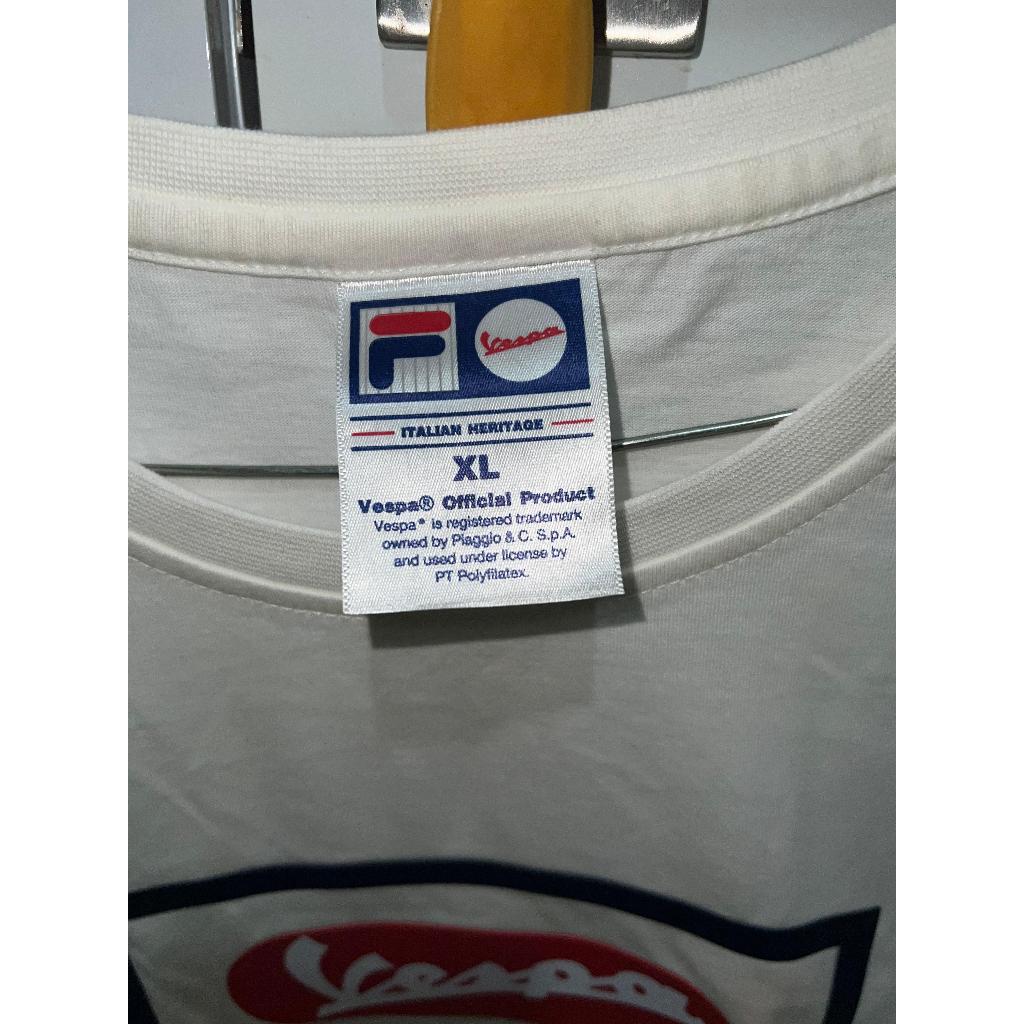 Vespa
ITALIAN HERITAGE
XL
Vespa® Official Product
Vespa® is registered trademark
owned by Piaggio & C. S.p.A.
and used under license by
PT Polyfilatex.
Vespa